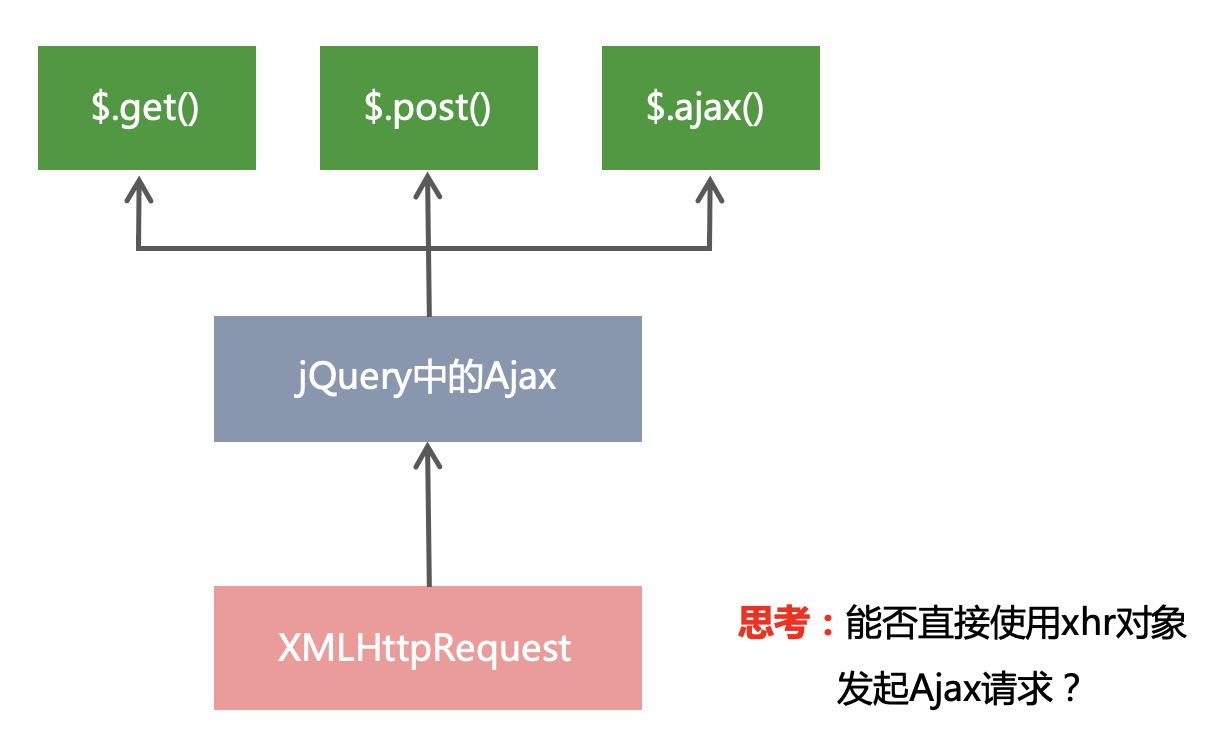 $.get()
$.post()
$.ajax()
jQuery中的Ajax
XMLHttpRequest
思考：能否直接使用xhr对象
发起Ajax请求？